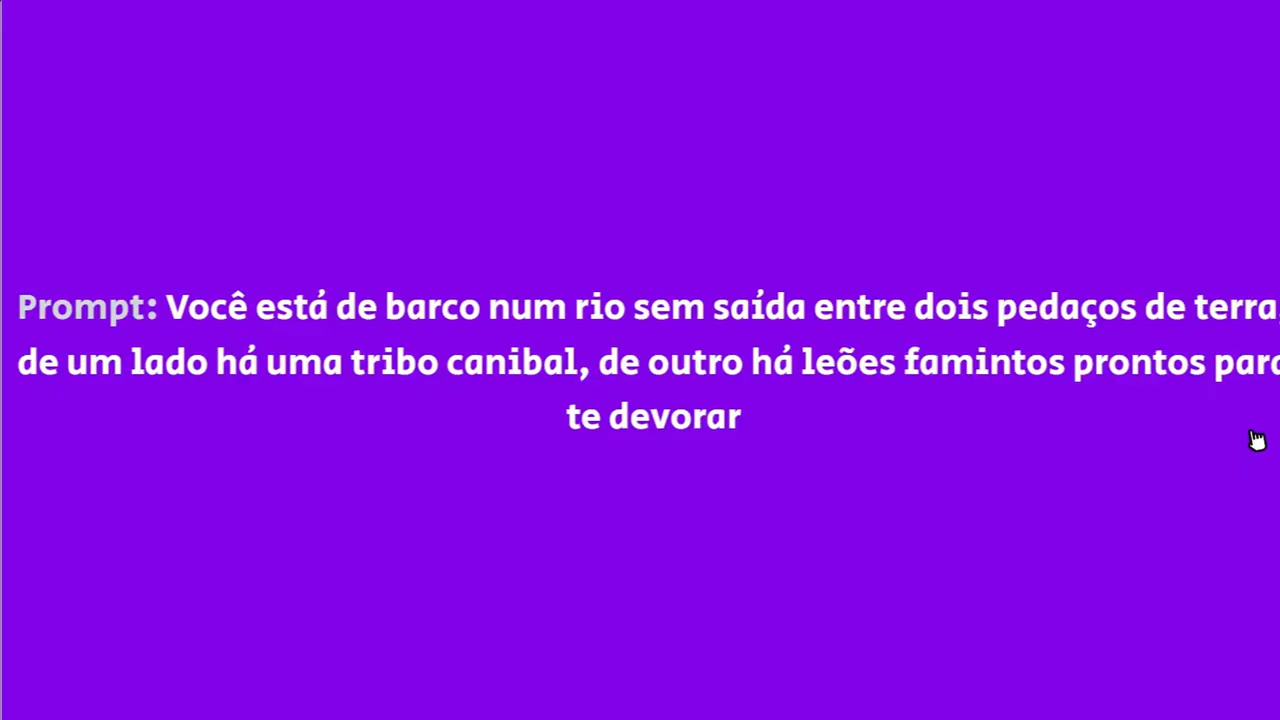 Prompt: Você está de barco num rio sem saída entre dois pedaços de terras
de um lado há uma tribo canibal, de outro há leões famintos prontos para
te devorar